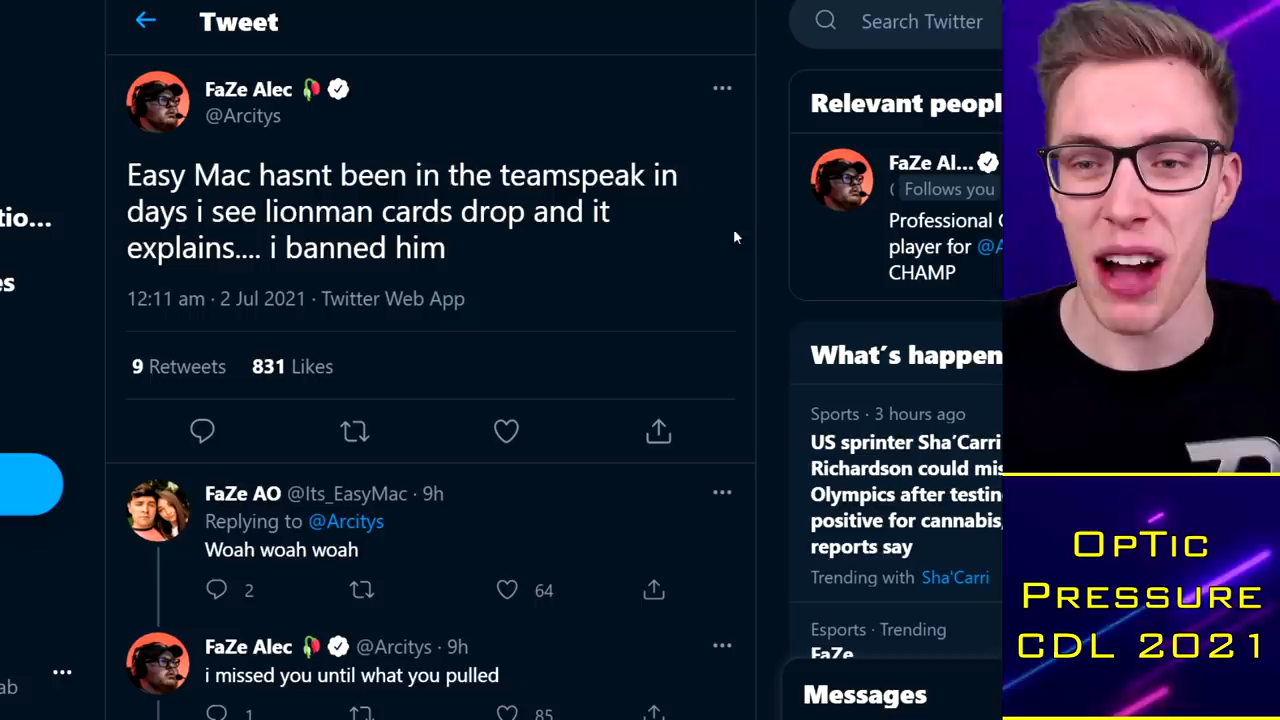 Tweet
Search Twitter
FaZe Alec
@Arcitys
Easy Mac hasnt been in the teamspeak in
days i see lionman cards drop and it
explains.... i banned him
12:11 am · 2 Jul 2021 · Twitter Web App
9 Retweets 831 Likes
FaZe AO @Its_EasyMac · 9h
Replying to @Arcitys
Woah woah woah
2
64
FaZe Alec @Arcitys · 9h
i missed you until what you pulled
1
85
tio...
es
ab
Relevant peopl
FaZe Al...
( Follows you
Professional C
player for @A
CHAMP
What's happen
Sports · 3 hours ago
US sprinter Sha'Carri
Richardson could mis
Olympics after testin
positive for cannabis,
reports say
Trending with Sha'Carri
Esports · Trending
FaZe
Messages
OpTic
Pressure
CDL 2021